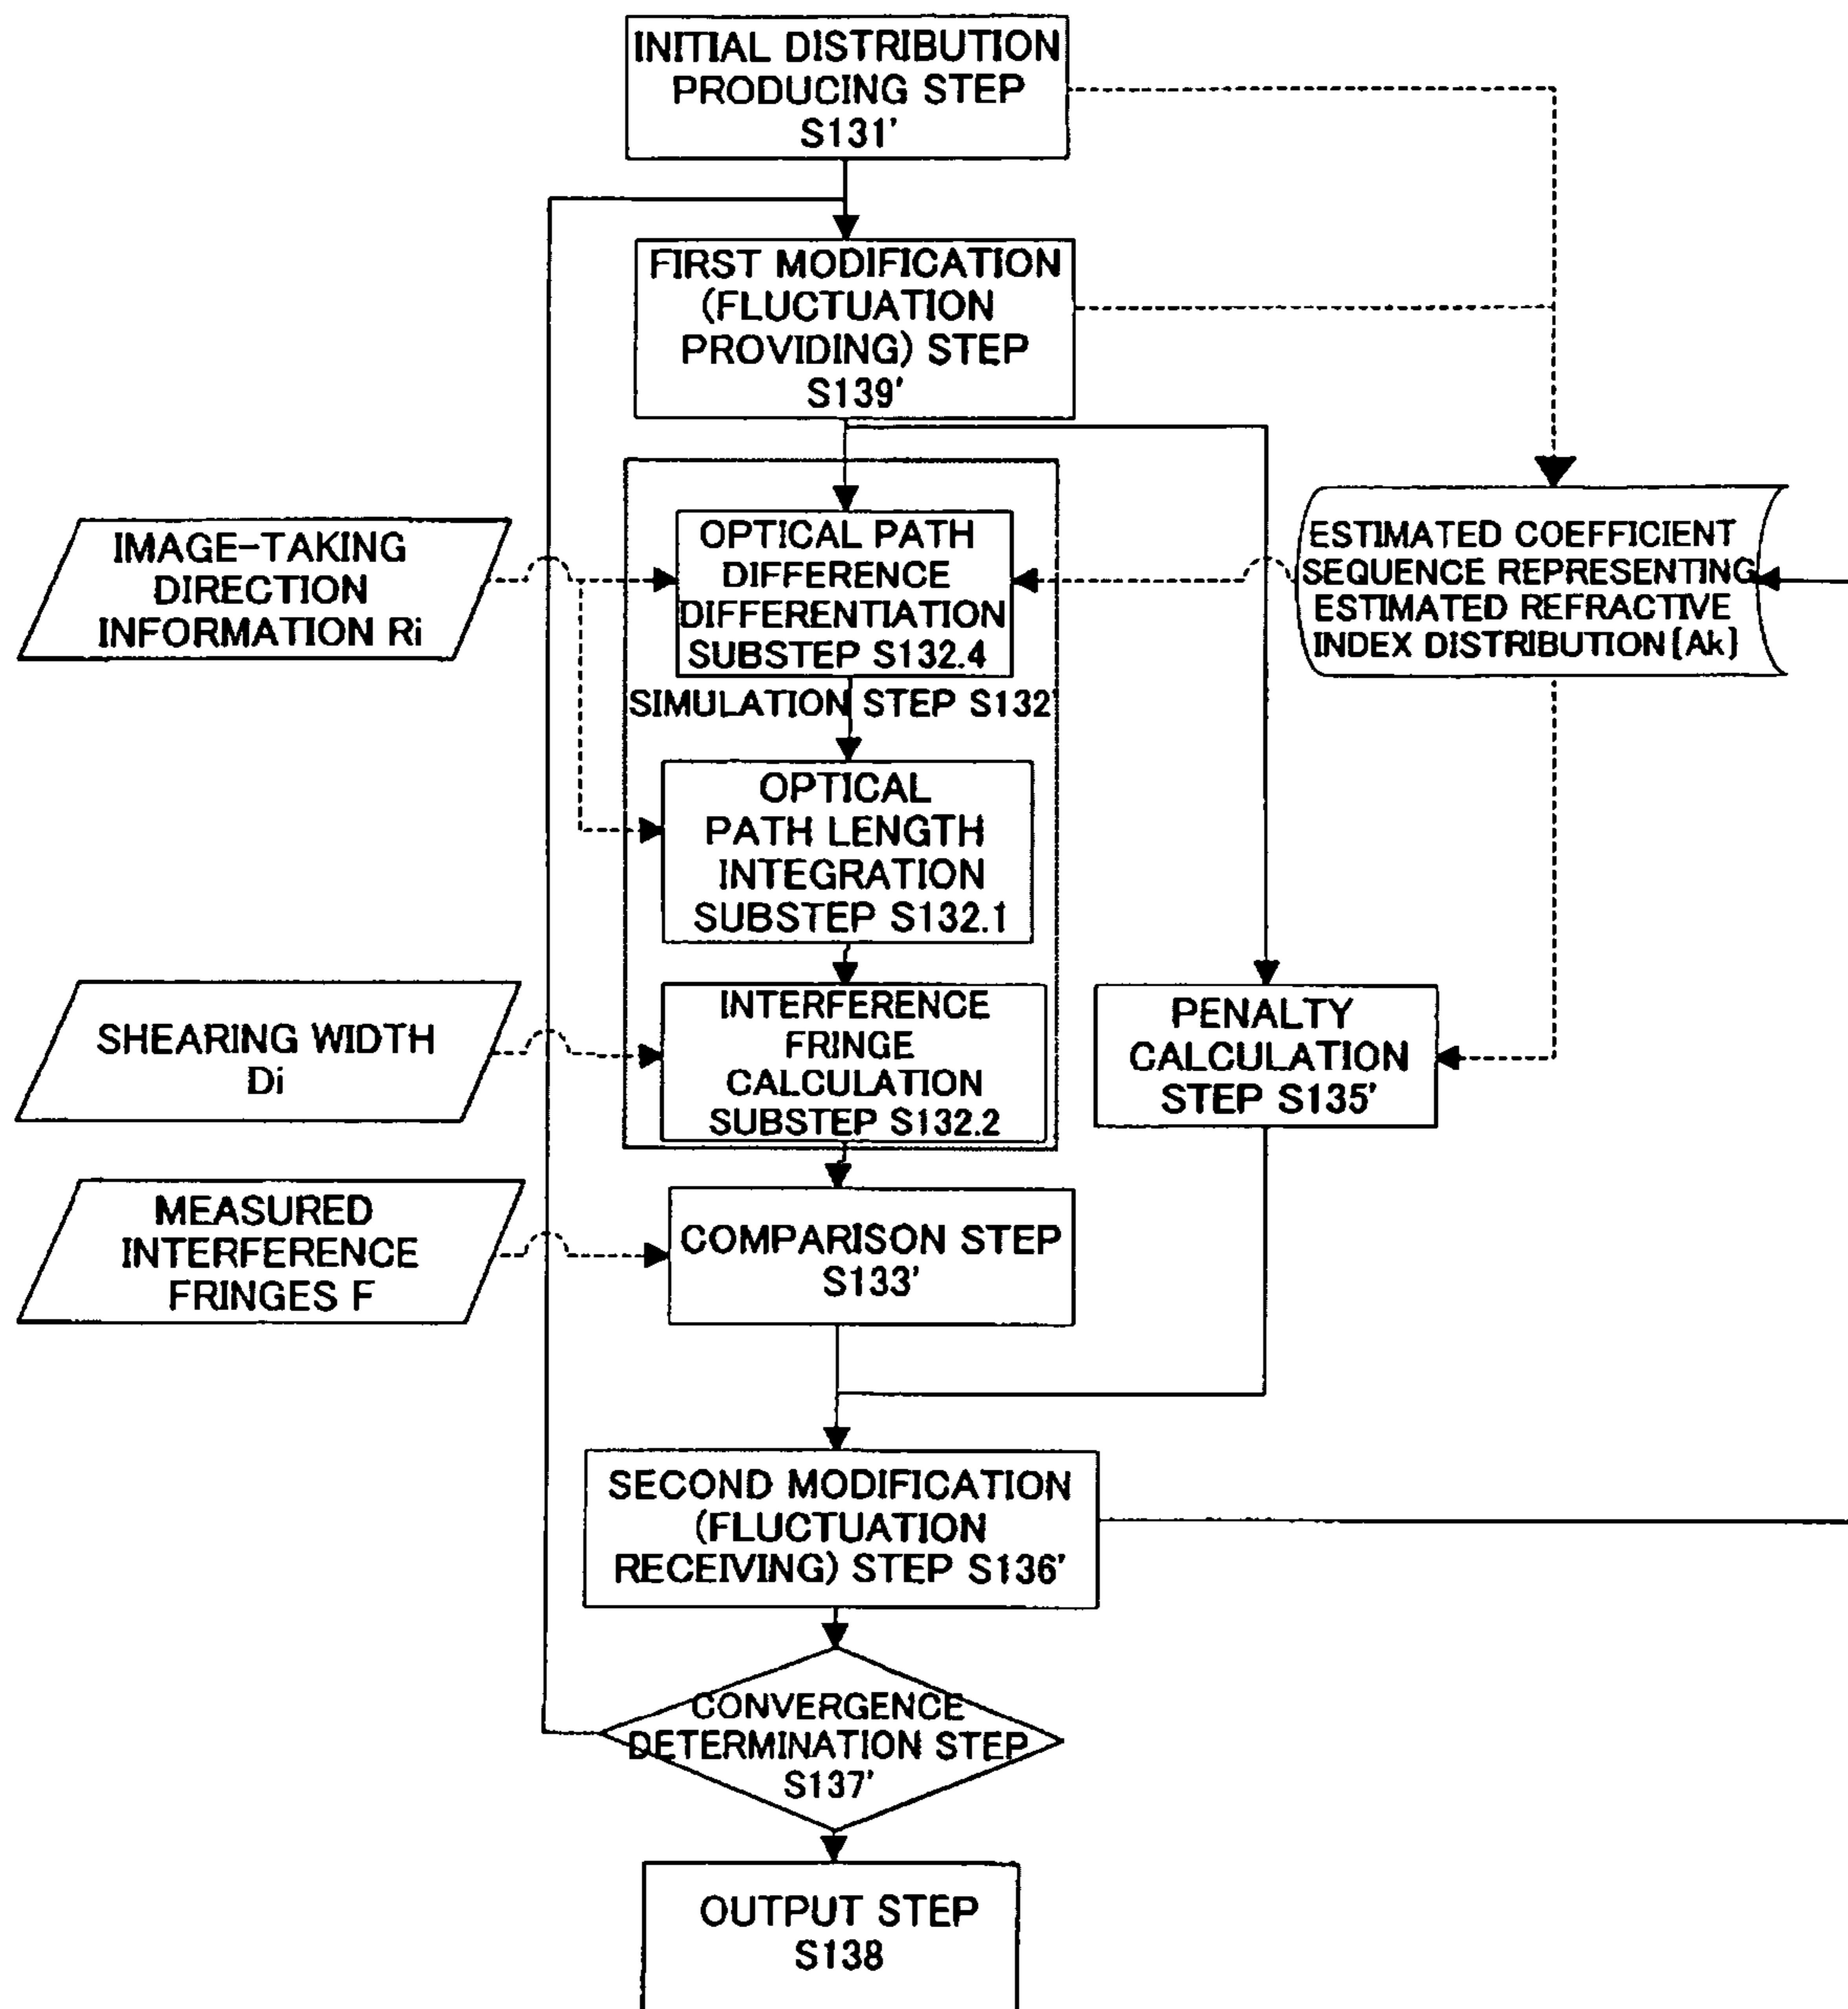 INITIAL DISTRIBUTION
PRODUCING STEP
S131'
FIRST MODIFICATION
(FLUCTUATION
PROVIDING) STEP
S139'
IMAGE-TAKING
DIRECTION
INFORMATION Ri
OPTICAL PATH
DIFFERENCE
DIFFERENTIATION
SUBSTEP S132.4
ESTIMATED COEFFICIENT
SEQUENCE REPRESENTING
ESTIMATED REFRACTIVE
INDEX DISTRIBUTION[Ak]
SIMULATION STEP S132'
OPTICAL
PATH LENGTH
INTEGRATION
SUBSTEP S132.1
SHEARING WIDTH
Di
INTERFERENCE
FRINGE
CALCULATION
SUBSTEP S132.2
PENALTY
CALCULATION
STEP S135'
MEASURED
INTERFERENCE
FRINGES F
COMPARISON STEP
S133'
SECOND MODIFICATION
(FLUCTUATION
RECEIVING) STEP S136'
CONVERGENCE
DETERMINATION STEP
S137'
OUTPUT STEP
S138